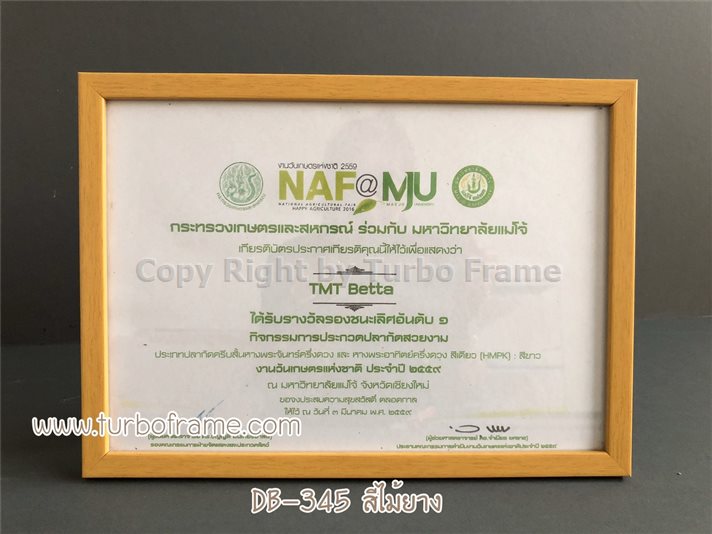 งานวันเกษตรแห่งชาติ 2559
NAF@MJU
NATIONAL AGRICULTURAL FAIR
HAPPY AGRICULTURE 2016
MAEJO UNIVERSITY
กระทรวงเกษตรและสหกรณ์ ร่วมกับ มหาวิทยาลัยแม่โจ้
เกียรติบัตรประกาศเกียรติคุณนี้ให้ไว้เพื่อแสดงว่า
Copy Right by Turbo Frame
TMT Betta
ได้รับรางวัลรองชนะเลิศอันดับ ๑
กิจกรรมการประกวดปลากัดสวยงาม
ประเภทปลากัดครีบสั้นหางพระจันทร์ครึ่งดวง และ หางพระอาทิตย์ครึ่งดวง สีเดียว (HMPK) : สีขาว
งานวันเกษตรแห่งชาติ ประจำปี ๒๕๕๙
ณ มหาวิทยาลัยแม่โจ้ จังหวัดเชียงใหม่
ขอจงประสบความสุขสวัสดิ์ ตลอดกาล
ให้ไว้ ณ วันที่ ๓ มีนาคม พ.ศ. ๒๕๕๙
www.turboframe.com
DB-345 สีไม้ยาง